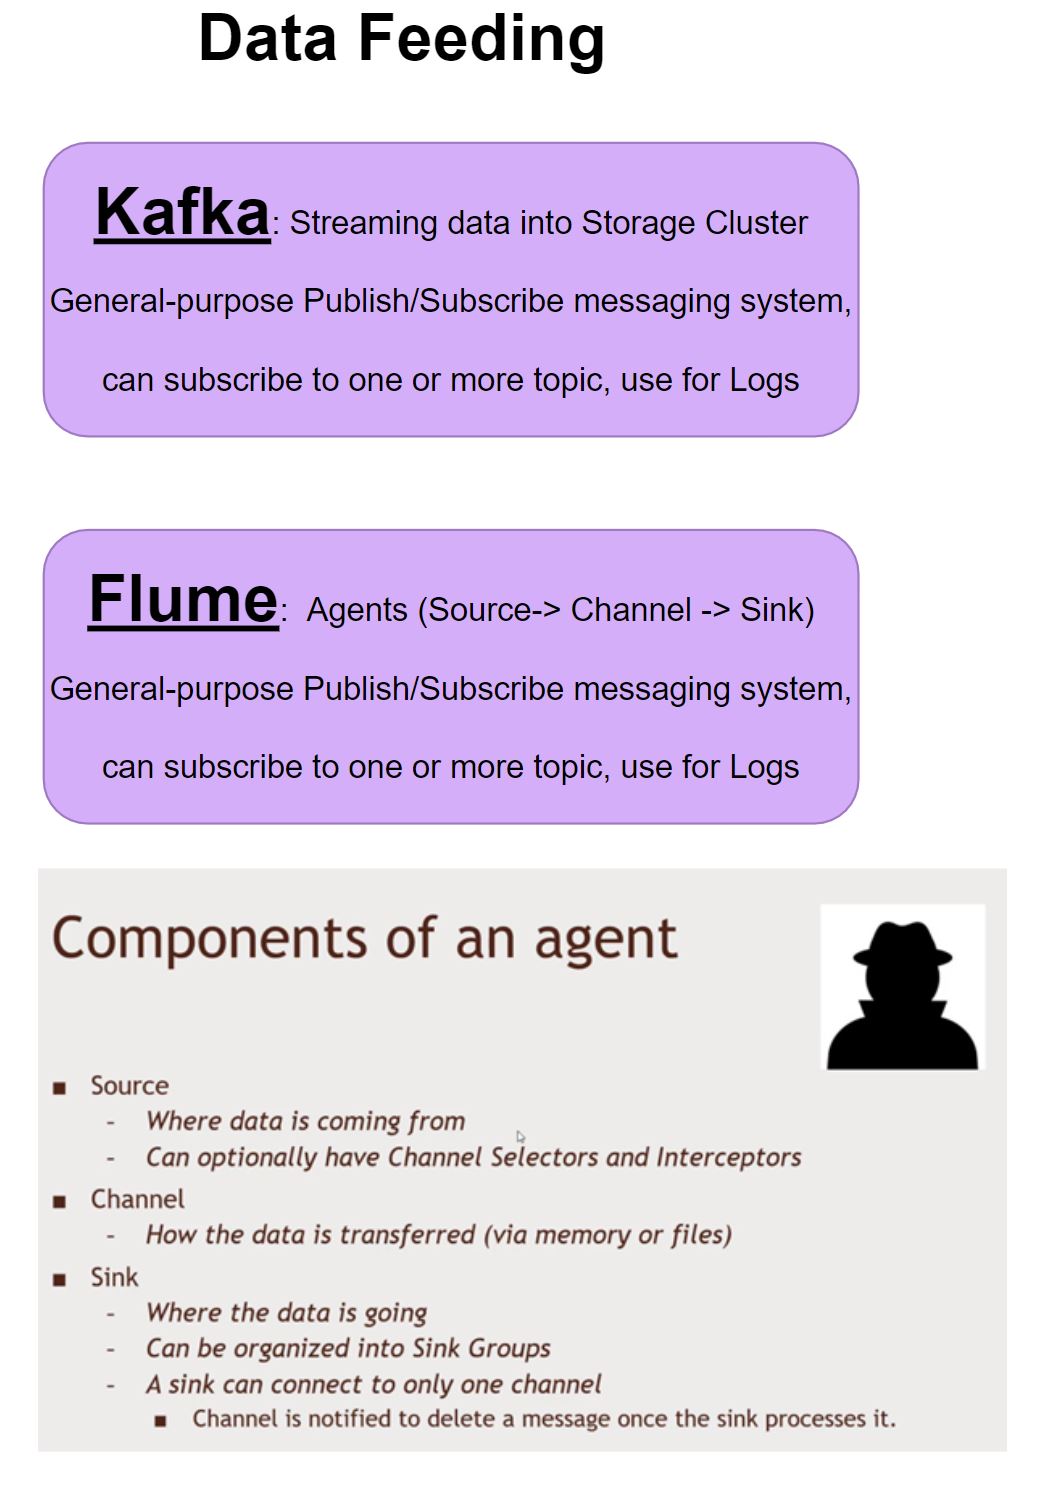 Data Feeding
Kafka: Streaming data into Storage Cluster
General-purpose Publish/Subscribe messaging system,
can subscribe to one or more topic, use for Logs
Flume:  Agents (Source-> Channel -> Sink)
General-purpose Publish/Subscribe messaging system,
can subscribe to one or more topic, use for Logs
Components of an agent
■ Source
- Where data is coming from
- Can optionally have Channel Selectors and Interceptors
■ Channel
- How the data is transferred (via memory or files)
■ Sink
- Where the data is going
- Can be organized into Sink Groups
- A sink can connect to only one channel
■ Channel is notified to delete a message once the sink processes it.